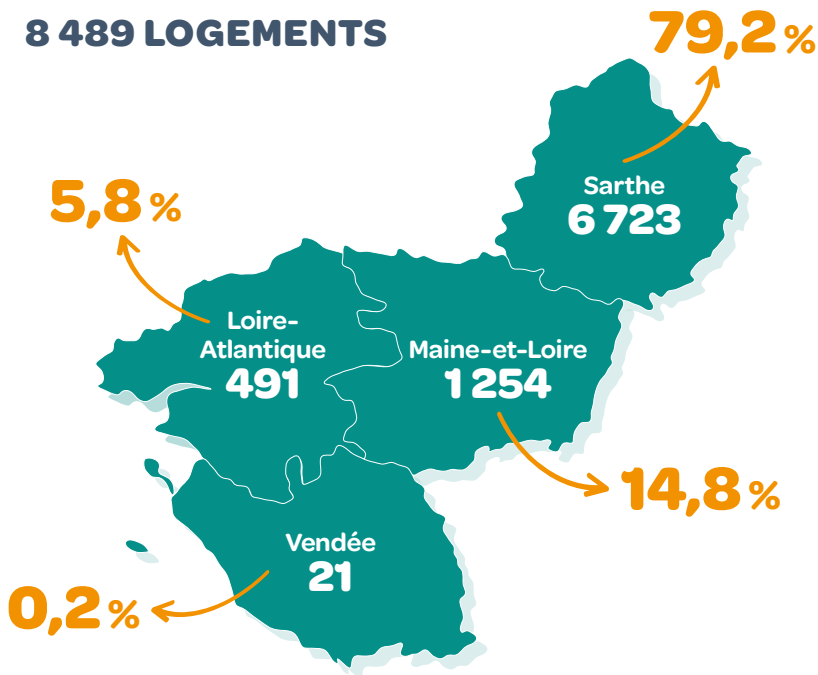 8 489 LOGEMENTS
79,2 %
Sarthe
6 723
5,8 %
Loire-
Atlantique
491
Maine-et-Loire
1 254
14,8 %
Vendée
21
0,2 %